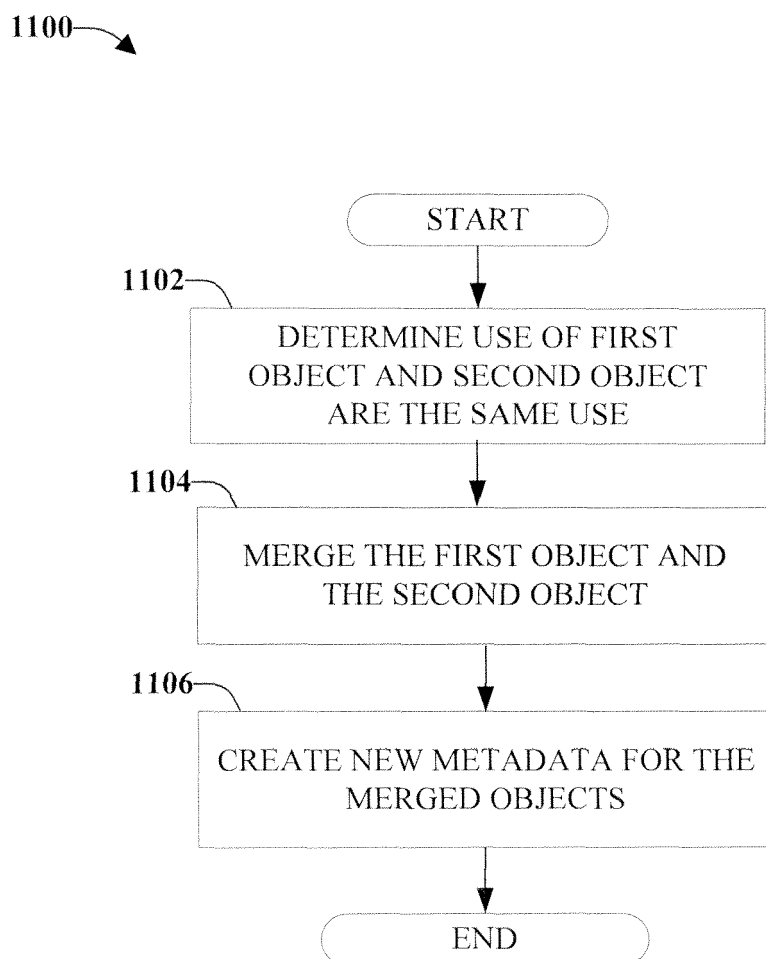 1100
START
1102
DETERMINE USE OF FIRST
OBJECT AND SECOND OBJECT
ARE THE SAME USE
1104
MERGE THE FIRST OBJECT AND
THE SECOND OBJECT
1106
CREATE NEW METADATA FOR THE
MERGED OBJECTS
END